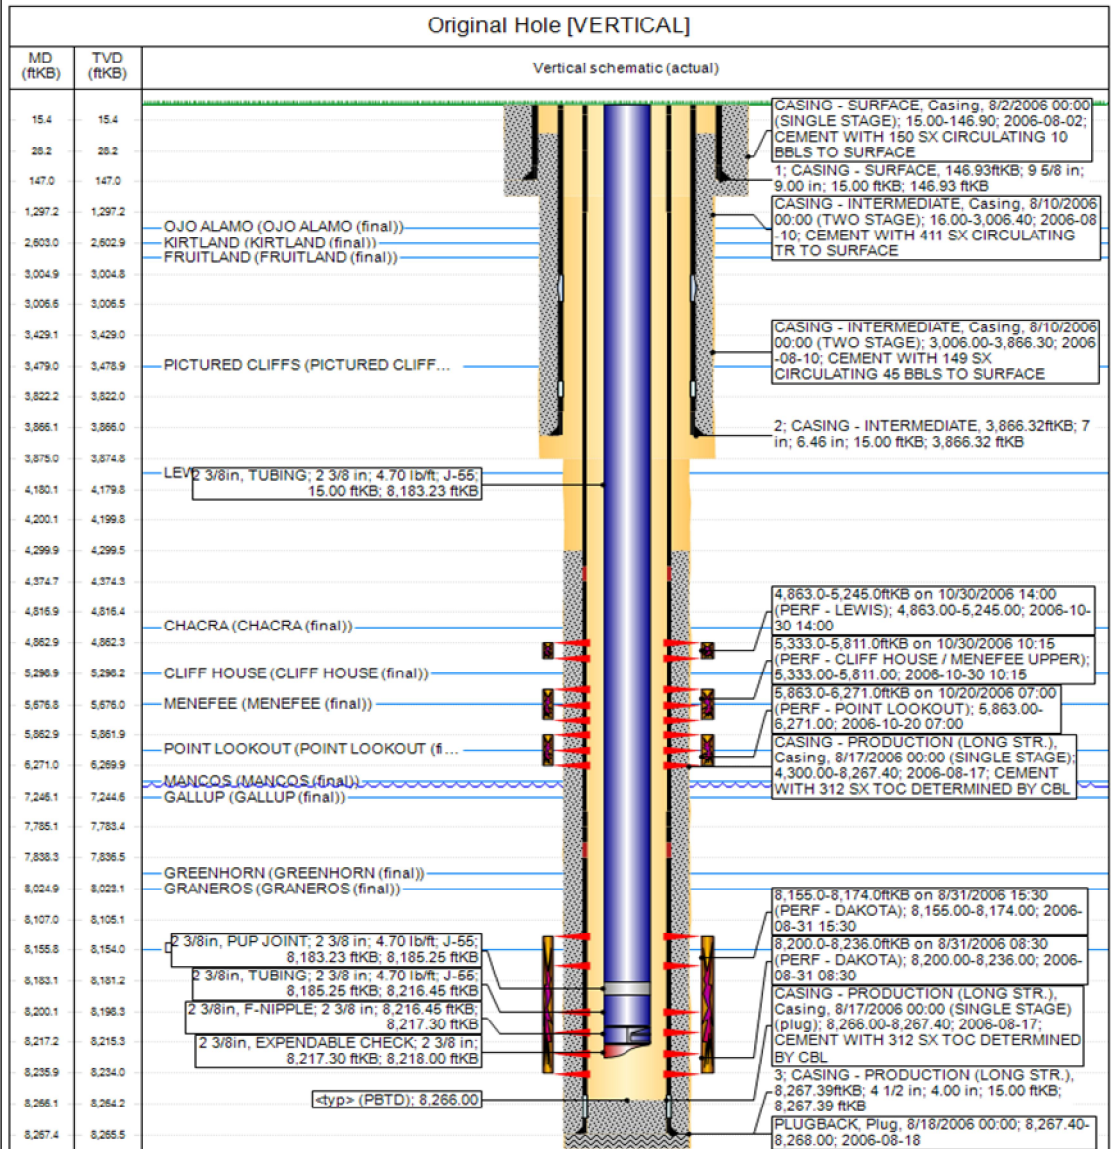 Original Hole [VERTICAL]
MD
(ftKB)
TVD
(ftKB)
Vertical schematic (actual)
15.4 15.4
28.2 28.2
147.0 147.0
1,297.2 1,297.2
2,603.0 2,602.9
3,004.9 3,004.8
3,006.6 3,006.5
3,429.1 3,429.0
3,479.0 3,478.9
3,822.2 3,822.0
3,866.1 3,866.0
3,875.0 3,874.8
4,180.1 4,179.8
4,200.1 4,199.8
4,299.9 4,299.5
4,374.7 4,374.3
4,816.9 4,816.4
4,862.9 4,862.3
5,296.9 5,296.2
5,676.8 5,676.0
5,862.9 5,861.9
6,271.0 6,269.9
7,246.1 7,244.6
7,785.1 7,783.4
7,838.3 7,836.5
8,024.9 8,023.1
8,107.0 8,105.1
8,155.8 8,154.0
8,183.1 8,181.2
8,200.1 8,198.3
8,217.2 8,215.3
8,235.9 8,234.0
8,266.1 8,264.2
8,267.4 8,265.5
OJO ALAMO (OJO ALAMO (final))
KIRTLAND (KIRTLAND (final))
FRUITLAND (FRUITLAND (final))
PICTURED CLIFFS (PICTURED CLIFF...
2 3/8in, TUBING; 2 3/8 in; 4.70 lb/ft; J-55;
15.00 ftKB; 8,183.23 ftKB
CHACRA (CHACRA (final))
CLIFF HOUSE (CLIFF HOUSE (final))
MENEFEE (MENEFEE (final))
POINT LOOKOUT (POINT LOOKOUT (fi...
MANCOS (MANCOS (final))
GALLUP (GALLUP (final))
GREENHORN (GREENHORN (final))
GRANEROS (GRANEROS (final))
2 3/8in, PUP JOINT; 2 3/8 in; 4.70 lb/ft; J-55;
8,183.23 ftKB; 8,185.25 ftKB
2 3/8in, TUBING; 2 3/8 in; 4.70 lb/ft; J-55;
8,185.25 ftKB; 8,216.45 ftKB
2 3/8in, F-NIPPLE; 2 3/8 in; 8,216.45 ftKB;
8,217.30 ftKB
2 3/8in, EXPENDABLE CHECK; 2 3/8 in;
8,217.30 ftKB; 8,218.00 ftKB
<typ> (PBTD); 8,266.00
CASING - SURFACE, Casing, 8/2/2006 00:00
(SINGLE STAGE); 15.00-146.90; 2006-08-02;
CEMENT WITH 150 SX CIRCULATING 10
BBLS TO SURFACE
1; CASING - SURFACE, 146.93ftKB; 9 5/8 in;
9.00 in; 15.00 ftKB; 146.93 ftKB
CASING - INTERMEDIATE, Casing, 8/10/2006
00:00 (TWO STAGE); 16.00-3,006.40; 2006-08
-10; CEMENT WITH 411 SX CIRCULATING
TR TO SURFACE
CASING - INTERMEDIATE, Casing, 8/10/2006
00:00 (TWO STAGE); 3,006.00-3,866.30; 2006
-08-10; CEMENT WITH 149 SX
CIRCULATING 45 BBLS TO SURFACE
2; CASING - INTERMEDIATE, 3,866.32ftKB; 7
in; 6.46 in; 15.00 ftKB; 3,866.32 ftKB
4,863.0-5,245.0ftKB on 10/30/2006 14:00
(PERF - LEWIS); 4,863.00-5,245.00; 2006-10-
30 14:00
5,333.0-5,811.0ftKB on 10/30/2006 10:15
(PERF - CLIFF HOUSE / MENEFEE UPPER);
5,333.00-5,811.00; 2006-10-30 10:15
5,863.0-6,271.0ftKB on 10/20/2006 07:00
(PERF - POINT LOOKOUT); 5,863.00-
6,271.00; 2006-10-20 07:00
CASING - PRODUCTION (LONG STR.),
Casing, 8/17/2006 00:00 (SINGLE STAGE);
4,300.00-8,267.40; 2006-08-17; CEMENT
WITH 312 SX TOC DETERMINED BY CBL
8,155.0-8,174.0ftKB on 8/31/2006 15:30
(PERF - DAKOTA); 8,155.00-8,174.00; 2006-
08-31 15:30
8,200.0-8,236.0ftKB on 8/31/2006 08:30
(PERF - DAKOTA); 8,200.00-8,236.00; 2006-
08-31 08:30
CASING - PRODUCTION (LONG STR.),
Casing, 8/17/2006 00:00 (SINGLE STAGE)
(plug); 8,266.00-8,267.40; 2006-08-17;
CEMENT WITH 312 SX TOC DETERMINED
BY CBL
3; CASING - PRODUCTION (LONG STR.),
8,267.39ftKB; 4 1/2 in; 4.00 in; 15.00 ftKB;
8,267.39 ftKB
PLUGBACK, Plug, 8/18/2006 00:00; 8,267.40-
8,268.00; 2006-08-18